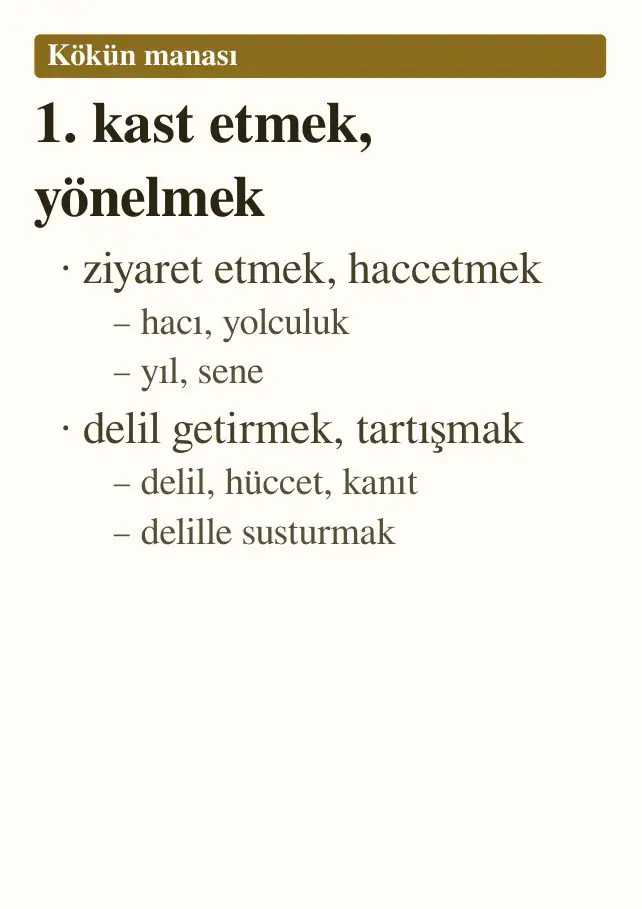 Kökün manası
1. kast etmek,
yönelmek
· ziyaret etmek, haccetmek
– hacı, yolculuk
– yıl, sene
· delil getirmek, tartışmak
– delil, hüccet, kanıt
– delille susturmak